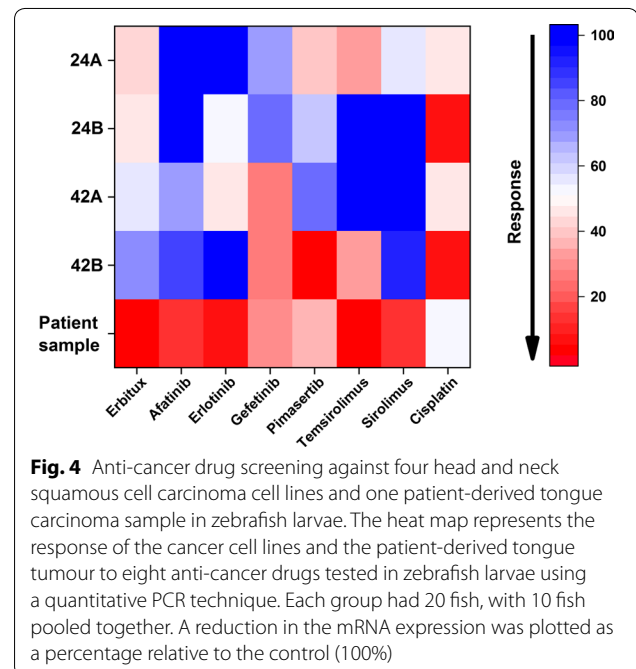 24A
24B
42A
42B
Patient
sample
Erbitux
Afatinib
Erlotinib
Gefetinib
Pimasertib
Temsirolimus
Sirolimus
Cisplatin
Response
100
80
60
40
20
Fig. 4 Anti-cancer drug screening against four head and neck
squamous cell carcinoma cell lines and one patient-derived tongue
carcinoma sample in zebrafish larvae. The heat map represents the
response of the cancer cell lines and the patient-derived tongue
tumour to eight anti-cancer drugs tested in zebrafish larvae using
a quantitative PCR technique. Each group had 20 fish, with 10 fish
pooled together. A reduction in the mRNA expression was plotted as
a percentage relative to the control (100%)